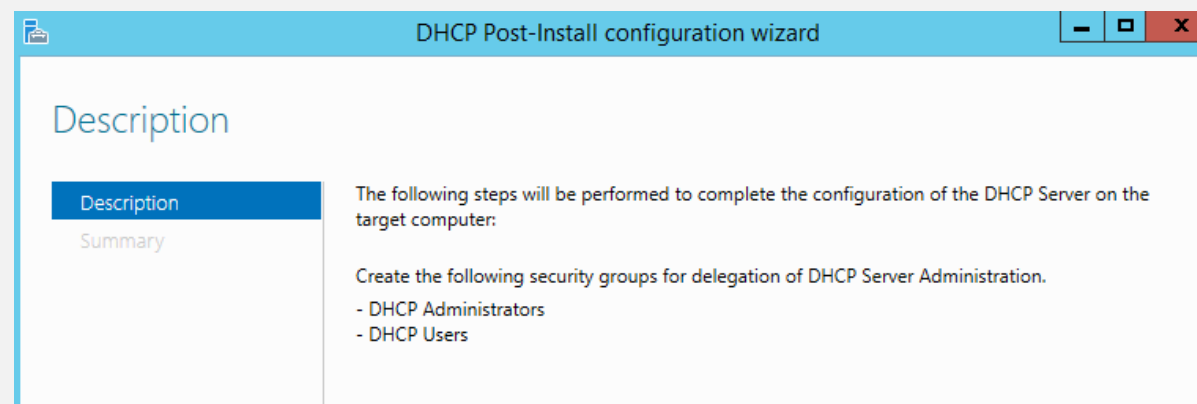 DHCP Post-Install configuration wizard
Description
Description
Summary
The following steps will be performed to complete the configuration of the DHCP Server on the
target computer:
Create the following security groups for delegation of DHCP Server Administration.
- DHCP Administrators
- DHCP Users